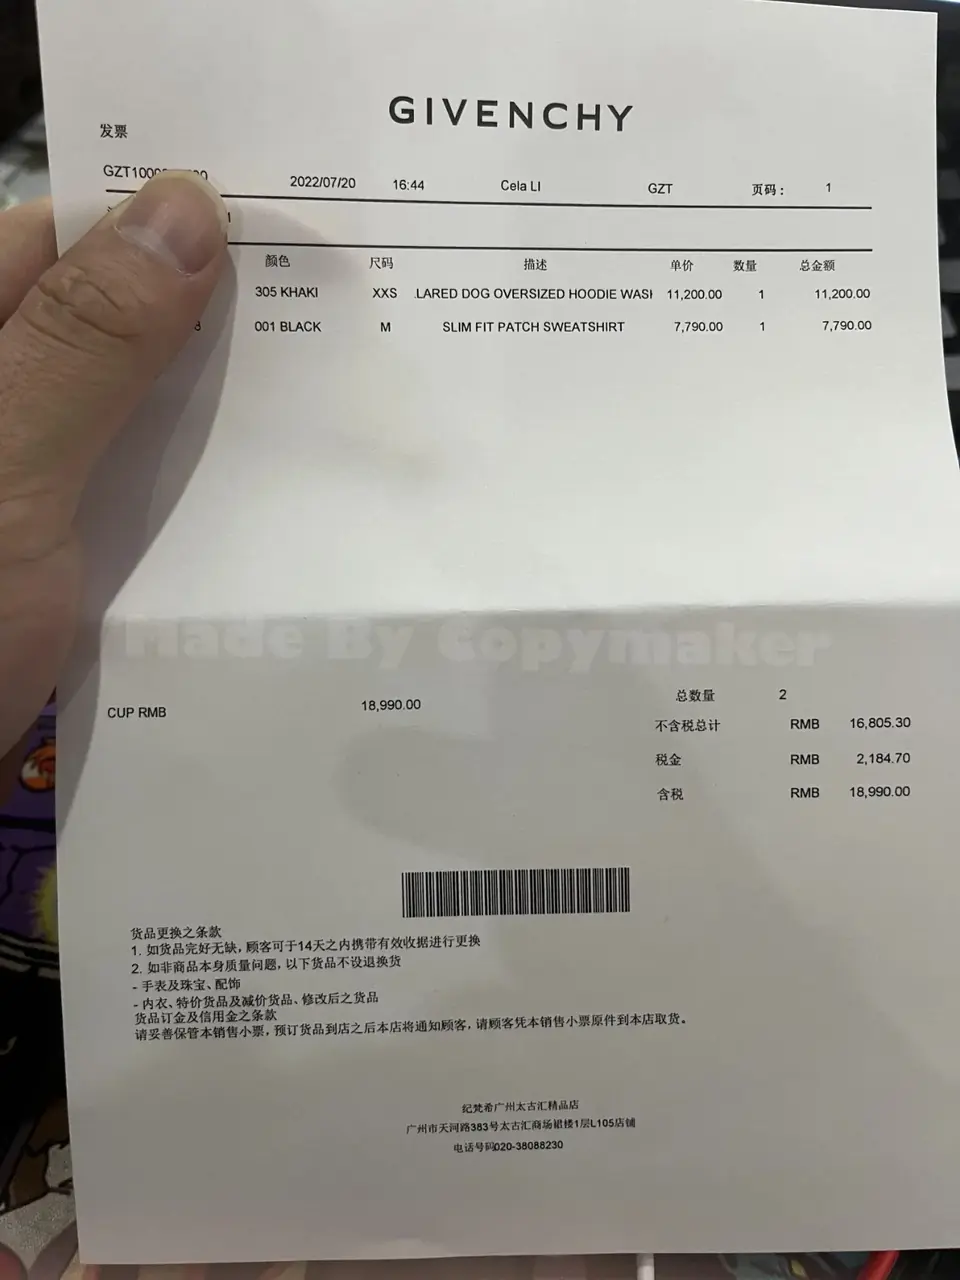 GIVENCHY
发票
2022/07/20 16:44 Cela LI GZT 页码： 1
颜色 尺码 描述 单价 数量 总金额
305 KHAKI XXS LARED DOG OVERSIZED HOODIE WASH 11,200.00 1 11,200.00
001 BLACK M SLIM FIT PATCH SWEATSHIRT 7,790.00 1 7,790.00
Made By Copymaker
总数量 2
CUP RMB 18,990.00
不含税总计 RMB 16,805.30
税金 RMB 2,184.70
含税 RMB 18,990.00
货品更换之条款
1. 如货品完好无缺，顾客可于14天之内携带有效收据进行更换
2. 如非商品本身质量问题，以下货品不设退换货
- 手表及珠宝、配饰
- 内衣、特价货品及减价货品、修改后之货品
货品订金及信用金之条款
请妥善保管本销售小票，预订货品到店之后本店将通知顾客，请顾客凭本销售小票原件到本店取货。
纪梵希广州太古汇精品店
广州市天河路383号太古汇商场裙楼1层L105店铺
电话号码020-38088230